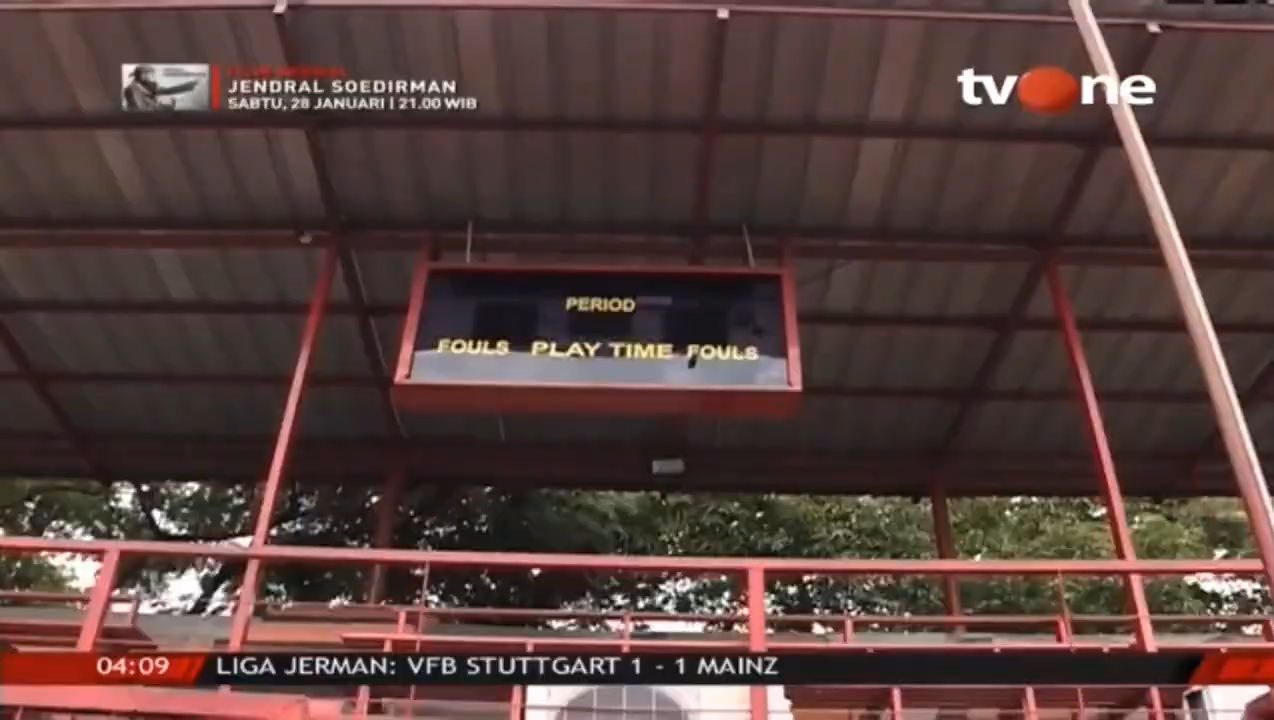 JENDRAL SOEDIRMAN
SABTU, 28 JANUARI | 21.00 WIB
tvOne
PERIOD
FOULS PLAY TIME FOULS
04:09 LIGA JERMAN: VFB STUTTGART 1 - 1 MAINZ